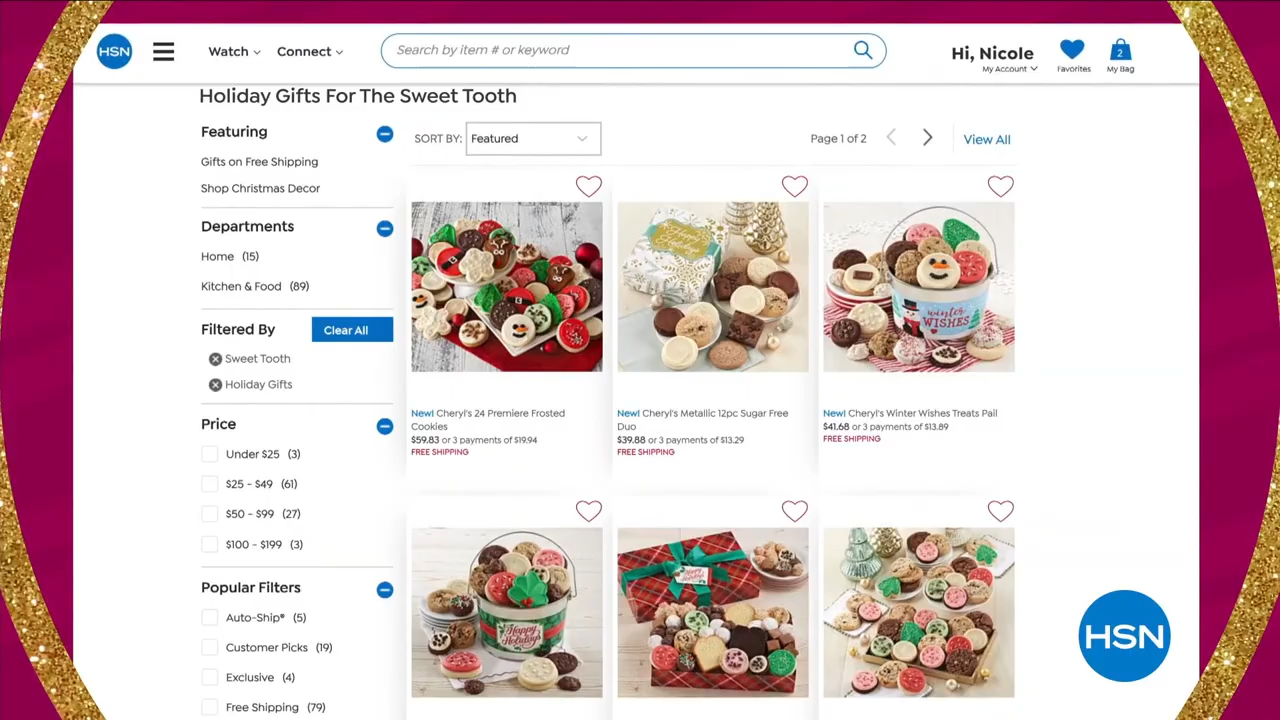 HSN
Watch
Connect
Search by item # or keyword
Hi, Nicole
My Account
Favorites
2
My Bag
Holiday Gifts For The Sweet Tooth
Featuring
Gifts on Free Shipping
Shop Christmas Decor
Departments
Home (15)
Kitchen & Food (89)
Filtered By
Clear All
Sweet Tooth
Holiday Gifts
Price
Under $25 (3)
$25 - $49 (61)
$50 - $99 (27)
$100 - $199 (3)
Popular Filters
Auto-Ship® (5)
Customer Picks (19)
Exclusive (4)
Free Shipping (79)
SORT BY: Featured
Page 1 of 2
View All
winter
WISHES
New! Cheryl's 24 Premiere Frosted
Cookies
$59.83 or 3 payments of $19.94
FREE SHIPPING
New! Cheryl's Metallic 12pc Sugar Free
Duo
$39.88 or 3 payments of $13.29
FREE SHIPPING
New! Cheryl's Winter Wishes Treats Pail
$41.68 or 3 payments of $13.89
FREE SHIPPING
Happy
Holidays
HSN